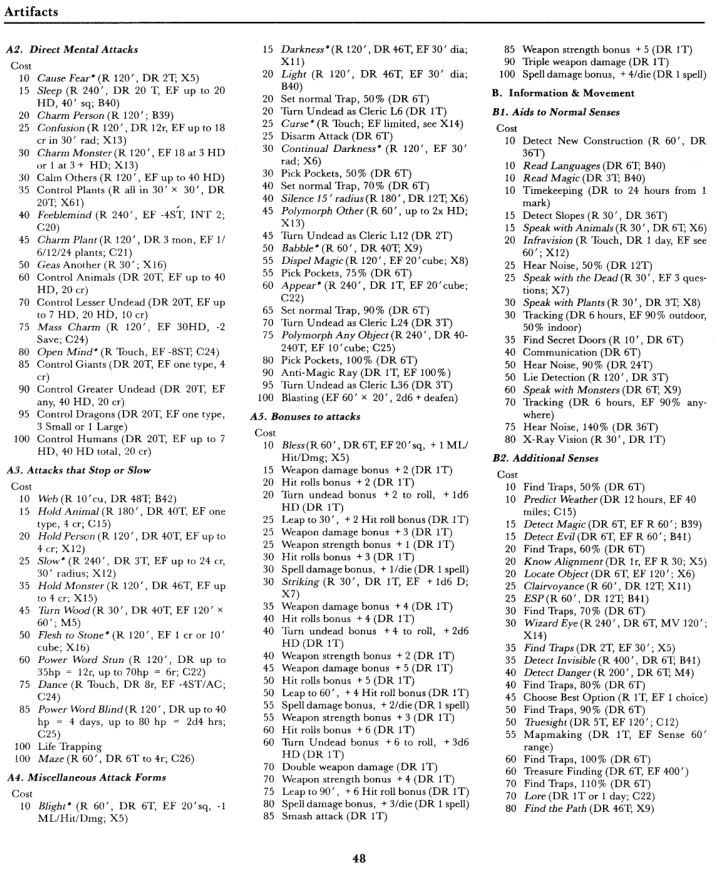 Artifacts
A2. Direct Mental Attacks
Cost
10 Cause Fear* (R 120', DR 2T; X5)
15 Sleep (R 240', DR 20 T, EF up to 20
HD, 40' sq; B40)
20 Charm Person (R 120'; B39)
25 Confusion (R 120', DR 12r, EF up to 18
cr in 30' rad; X13)
30 Charm Monster (R 120', EF 18 at 3 HD
or 1 at 3+ HD; X13)
30 Calm Others (R 120', EF up to 40 HD)
35 Control Plants (R all in 30' × 30', DR
20T; X61)
40 Feeblemind (R 240', EF -4ST, INT 2;
C20)
45 Charm Plant (R 120', DR 3 mon, EF 1/
6/12/24 plants; C21)
50 Geas Another (R 30'; X16)
60 Control Animals (DR 20T, EF up to 40
HD, 20 cr)
70 Control Lesser Undead (DR 20T, EF up
to 7 HD, 20 HD, 10 cr)
75 Mass Charm (R 120', EF 30HD, -2
Save; C24)
80 Open Mind* (R Touch, EF -8ST; C24)
85 Control Giants (DR 20T, EF one type, 4
cr)
90 Control Greater Undead (DR 20T, EF
any, 40 HD, 20 cr)
95 Control Dragons (DR 20T, EF one type,
3 Small or 1 Large)
100 Control Humans (DR 20T, EF up to 7
HD, 40 HD total, 20 cr)
A3. Attacks that Stop or Slow
Cost
10 Web (R 10'cu, DR 48T; B42)
15 Hold Animal (R 180', DR 40T, EF one
type, 4 cr; C15)
20 Hold Person (R 120', DR 40T, EF up to
4 cr; X12)
25 Slow* (R 240', DR 3T, EF up to 24 cr,
30' radius; X12)
35 Hold Monster (R 120', DR 46T, EF up
to 4 cr; X15)
45 Turn Wood (R 30', DR 40T, EF 120' ×
60'; M5)
50 Flesh to Stone* (R 120', EF 1 cr or 10'
cube; X16)
60 Power Word Stun (R 120', DR up to
35hp = 12r, up to 70hp = 6r; C22)
75 Dance (R Touch, DR 8r, EF -4ST/AC;
C24)
85 Power Word Blind (R 120', DR up to 40
hp = 4 days, up to 80 hp = 2d4 hrs;
C25)
100 Life Trapping
100 Maze (R 60', DR 6T to 4r; C26)
A4. Miscellaneous Attack Forms
Cost
10 Blight* (R 60', DR 6T, EF 20'sq, -1
ML/Hit/Dmg; X5)
15 Darkness* (R 120', DR 46T, EF 30' dia;
X11)
20 Light (R 120', DR 46T, EF 30' dia;
B40)
20 Set normal Trap, 50% (DR 6T)
20 Turn Undead as Cleric L6 (DR 1T)
25 Curse* (R Touch; EF limited, see X14)
25 Disarm Attack (DR 6T)
30 Continual Darkness* (R 120', EF 30'
rad; X6)
30 Pick Pockets, 50% (DR 6T)
40 Set normal Trap, 70% (DR 6T)
40 Silence 15' radius (R 180', DR 12T; X6)
45 Polymorph Other (R 60', up to 2x HD;
X13)
45 Turn Undead as Cleric L12 (DR 2T)
50 Babble* (R 60', DR 40T; X9)
55 Dispel Magic (R 120', EF 20'cube; X8)
55 Pick Pockets, 75% (DR 6T)
60 Appear* (R 240', DR 1T, EF 20'cube;
C22)
65 Set normal Trap, 90% (DR 6T)
70 Turn Undead as Cleric L24 (DR 3T)
75 Polymorph Any Object (R 240', DR 40-
240T, EF 10'cube; C25)
80 Pick Pockets, 100% (DR 6T)
90 Anti-Magic Ray (DR 1T, EF 100%)
95 Turn Undead as Cleric L36 (DR 3T)
100 Blasting (EF 60' × 20', 2d6 + deafen)
A5. Bonuses to attacks
Cost
10 Bless (R 60', DR 6T, EF 20'sq, +1 ML/
Hit/Dmg; X5)
15 Weapon damage bonus +2 (DR 1T)
20 Hit rolls bonus +2 (DR 1T)
20 Turn undead bonus +2 to roll, +1d6
HD (DR 1T)
25 Leap to 30', +2 Hit roll bonus (DR 1T)
25 Weapon damage bonus +3 (DR 1T)
25 Weapon strength bonus +1 (DR 1T)
30 Hit rolls bonus +3 (DR 1T)
30 Spell damage bonus, +1/die (DR 1 spell)
30 Striking (R 30', DR 1T, EF +1d6 D;
X7)
35 Weapon damage bonus +4 (DR 1T)
40 Hit rolls bonus +4 (DR 1T)
40 Turn undead bonus +4 to roll, +2d6
HD (DR 1T)
40 Weapon strength bonus +2 (DR 1T)
45 Weapon damage bonus +5 (DR 1T)
50 Hit rolls bonus +5 (DR 1T)
50 Leap to 60', +4 Hit roll bonus (DR 1T)
55 Spell damage bonus, +2/die (DR 1 spell)
55 Weapon strength bonus +3 (DR 1T)
60 Hit rolls bonus +6 (DR 1T)
60 Turn Undead bonus +6 to roll, +3d6
HD (DR 1T)
70 Double weapon damage (DR 1T)
70 Weapon strength bonus +4 (DR 1T)
75 Leap to 90', +6 Hit roll bonus (DR 1T)
80 Spell damage bonus, +3/die (DR 1 spell)
85 Smash attack (DR 1T)
85 Weapon strength bonus +5 (DR 1T)
90 Triple weapon damage (DR 1T)
100 Spell damage bonus, +4/die (DR 1 spell)
B. Information & Movement
B1. Aids to Normal Senses
Cost
10 Detect New Construction (R 60', DR
36T)
10 Read Languages (DR 6T; B40)
10 Read Magic (DR 3T; B40)
10 Timekeeping (DR to 24 hours from 1
mark)
15 Detect Slopes (R 30', DR 36T)
15 Speak with Animals (R 30', DR 6T; X6)
20 Infravision (R Touch, DR 1 day, EF see
60'; X12)
25 Hear Noise, 50% (DR 12T)
25 Speak with the Dead (R 30', EF 3 ques-
tions; X7)
30 Speak with Plants (R 30', DR 3T; X8)
30 Tracking (DR 6 hours, EF 90% outdoor,
50% indoor)
35 Find Secret Doors (R 10', DR 6T)
40 Communication (DR 6T)
50 Hear Noise, 90% (DR 24T)
50 Lie Detection (R 120', DR 3T)
60 Speak with Monsters (DR 6T; X9)
70 Tracking (DR 6 hours, EF 90% any-
where)
75 Hear Noise, 140% (DR 36T)
80 X-Ray Vision (R 30', DR 1T)
B2. Additional Senses
Cost
10 Find Traps, 50% (DR 6T)
10 Predict Weather (DR 12 hours, EF 40
miles; C15)
15 Detect Magic (DR 6T, EF R 60'; B39)
15 Detect Evil (DR 6T, EF R 60'; B41)
20 Find Traps, 60% (DR 6T)
20 Know Alignment (DR 1r, EF R 30; X5)
20 Locate Object (DR 6T, EF 120'; X6)
25 Clairvoyance (R 60', DR 12T; X11)
25 ESP (R 60', DR 12T; B41)
30 Find Traps, 70% (DR 6T)
30 Wizard Eye (R 240', DR 6T, MV 120';
X14)
35 Find Traps (DR 2T, EF 30'; X5)
35 Detect Invisible (R 400', DR 6T; B41)
40 Detect Danger (R 200', DR 6T; M4)
40 Find Traps, 80% (DR 6T)
45 Choose Best Option (R 1T, EF 1 choice)
50 Find Traps, 90% (DR 6T)
50 Truesight (DR 5T, EF 120'; C12)
55 Mapmaking (DR 1T, EF Sense 60'
range)
60 Find Traps, 100% (DR 6T)
60 Treasure Finding (DR 6T, EF 400')
70 Find Traps, 110% (DR 6T)
70 Lore (DR 1T or 1 day; C22)
80 Find the Path (DR 46T; X9)
48